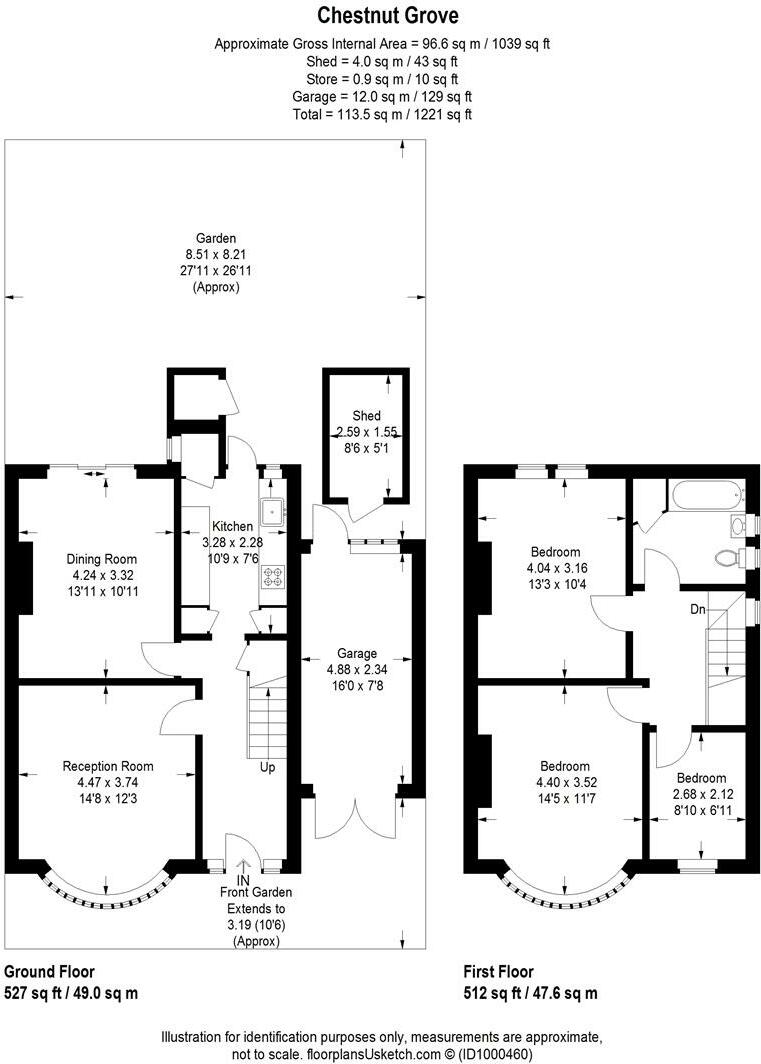 Chestnut Grove
Approximate Gross Internal Area = 96.6 sq m / 1039 sq ft
Shed = 4.0 sq m / 43 sq ft
Store = 0.9 sq m / 10 sq ft
Garage = 12.0 sq m / 129 sq ft
Total = 113.5 sq m / 1221 sq ft
Garden
8.51 x 8.21
27'11 x 26'11
(Approx)
Shed
2.59 x 1.55
8'6 x 5'1
Kitchen
3.28 x 2.28
10'9 x 7'6
Dining Room
4.24 x 3.32
13'11 x 10'11
Garage
4.88 x 2.34
16'0 x 7'8
Reception Room
4.47 x 3.74
14'8 x 12'3
Up
IN
Front Garden
Extends to
3.19 (10'6)
(Approx)
Bedroom
4.04 x 3.16
13'3 x 10'4
Dn
Bedroom
4.40 x 3.52
14'5 x 11'7
Bedroom
2.68 x 2.12
8'10 x 6'11
Ground Floor
527 sq ft / 49.0 sq m
First Floor
512 sq ft / 47.6 sq m
Illustration for identification purposes only, measurements are approximate,
not to scale. floorplansUsketch.com © (ID1000460)